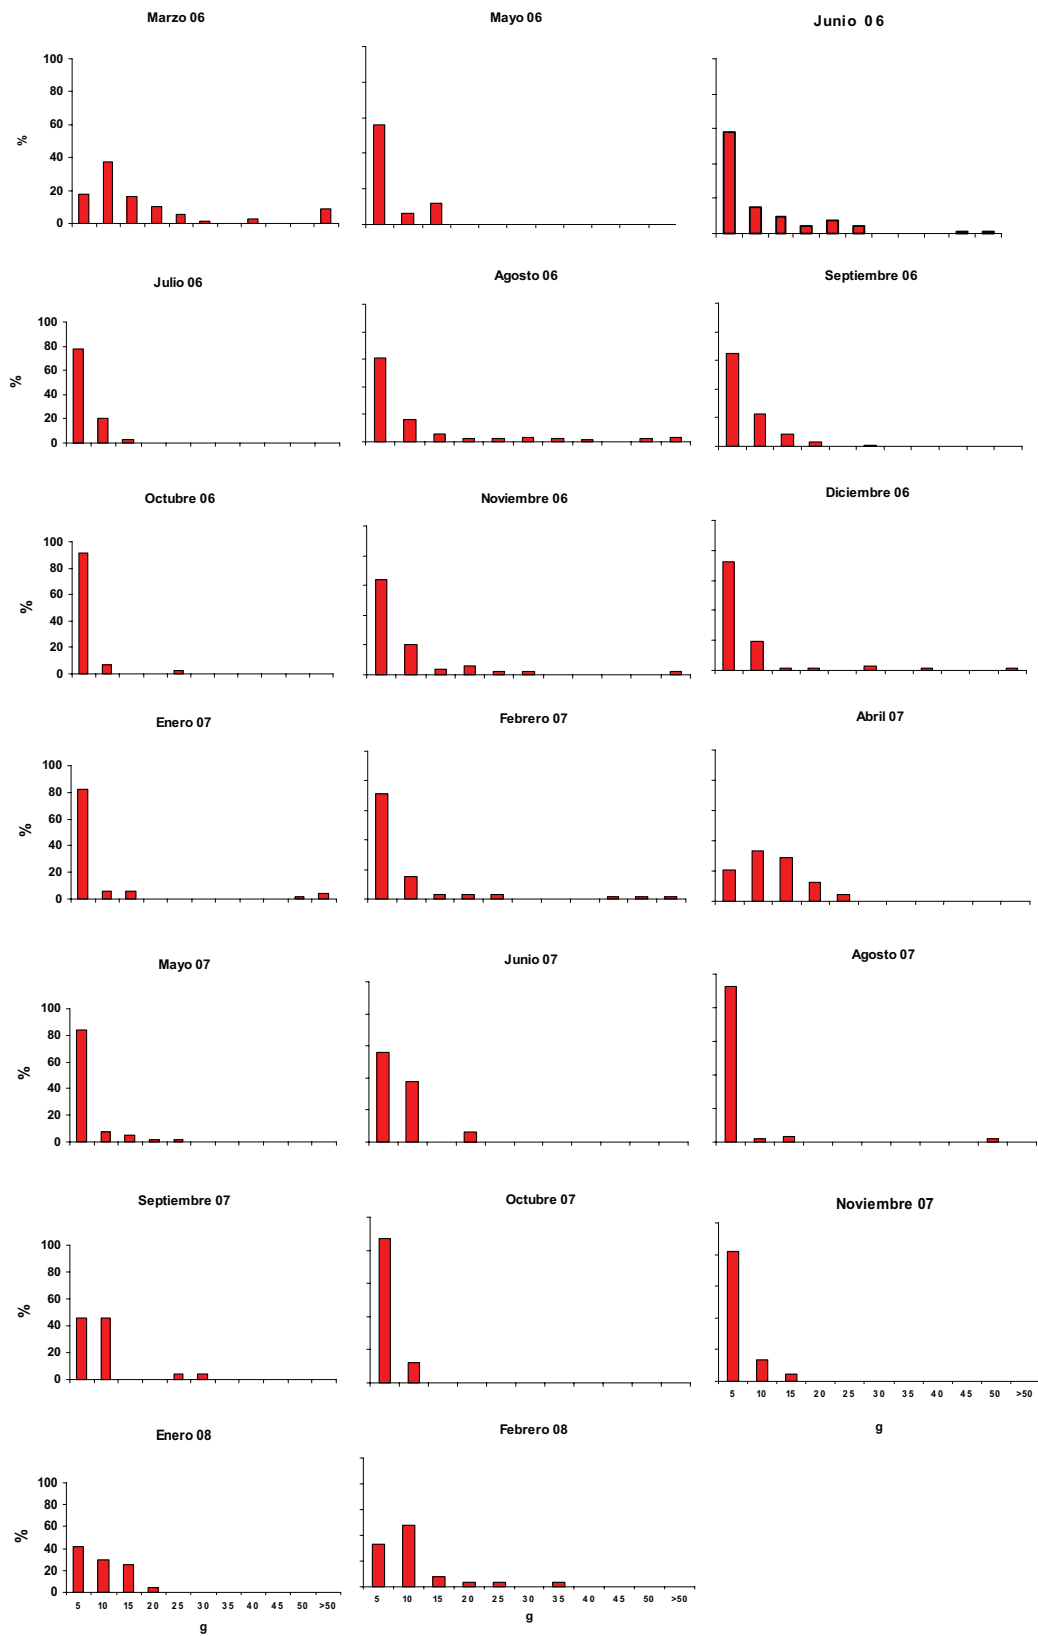 Marzo 06
Mayo 06
Junio 06
100
80
60
40
20
0
%
Julio 06
Agosto 06
Septiembre 06
100
80
60
40
20
0
%
Octubre 06
Noviembre 06
Diciembre 06
100
80
60
40
20
0
%
Enero 07
Febrero 07
Abril 07
100
80
60
40
20
0
%
Mayo 07
Junio 07
Agosto 07
100
80
60
40
20
0
%
Septiembre 07
Octubre 07
Noviembre 07
100
80
60
40
20
0
%
5 10 15 20 25 30 35 40 45 50 >50
g
Enero 08
Febrero 08
100
80
60
40
20
0
%
5 10 15 20 25 30 35 40 45 50 >50
g
5 10 15 20 25 30 35 40 45 50 >50
g